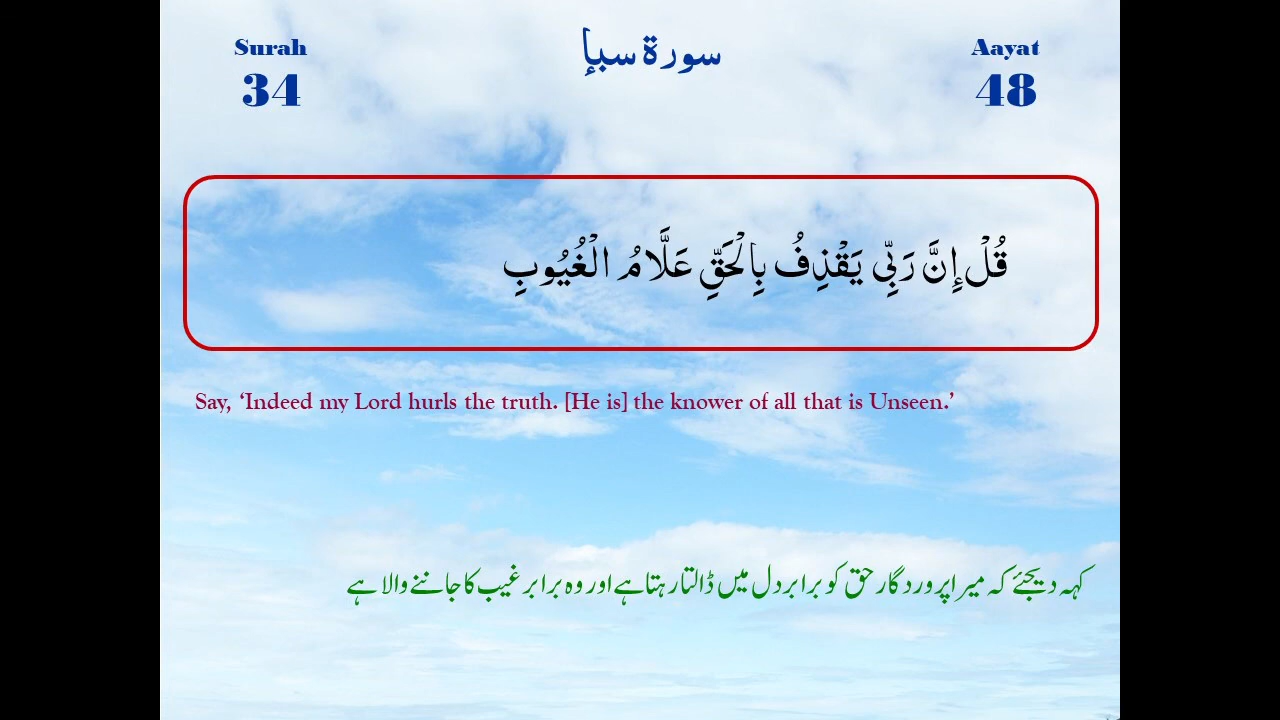 Surah
34
سورة سبإ
Aayat
48
قُلْ إِنَّ رَبِّي يَقْذِفُ بِالْحَقِّ عَلَّامُ الْغُيُوبِ
Say, ‘Indeed my Lord hurls the truth. [He is] the knower of all that is Unseen.’
کہہ دیجئے کہ میرا پروردگار حق کو برابر دل میں ڈالتا رہتا ہے اور وہ برابر غیب کا جاننے والا ہے